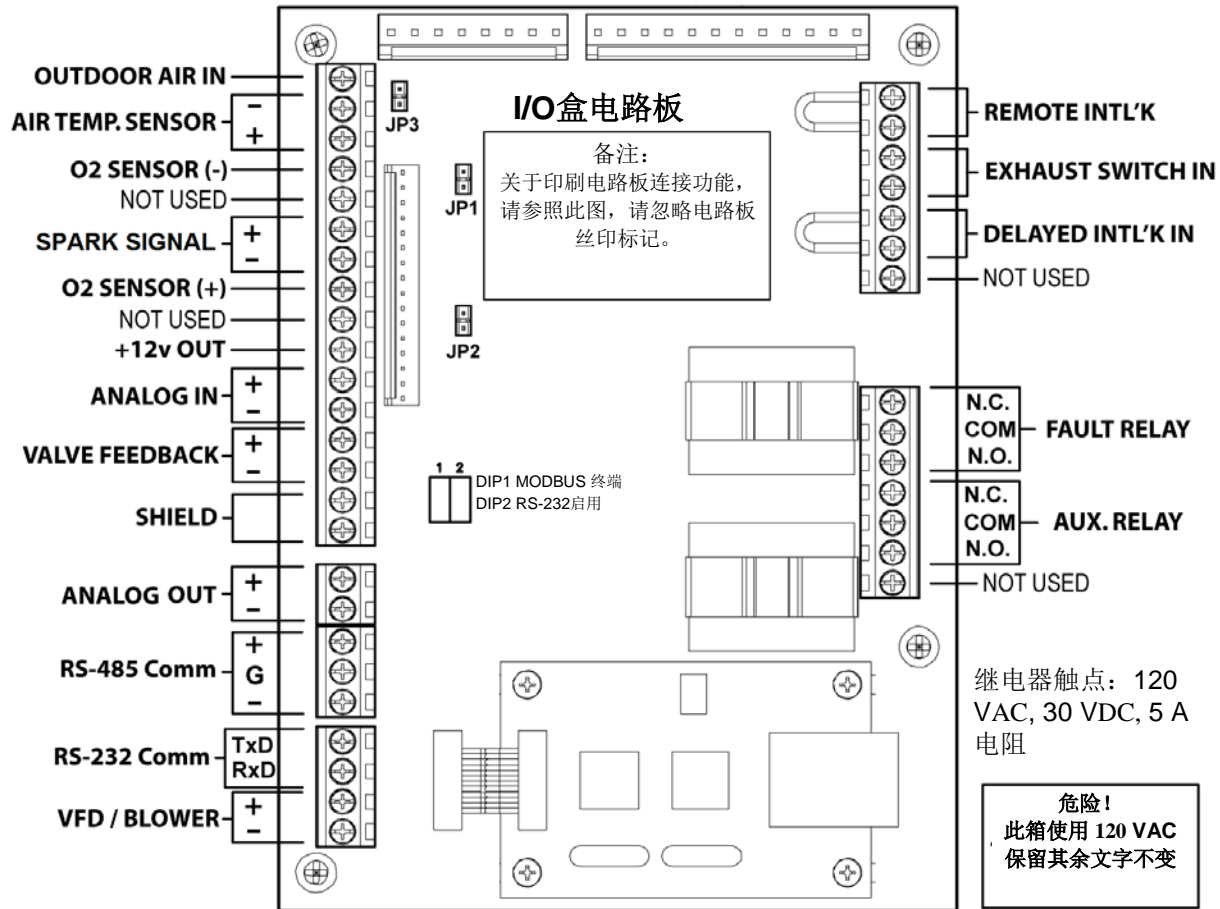 OUTDOOR AIR IN
AIR TEMP. SENSOR
-
+
O2 SENSOR (-)
NOT USED
SPARK SIGNAL
+
-
O2 SENSOR (+)
NOT USED
+12v OUT
ANALOG IN
+
-
VALVE FEEDBACK
+
-
SHIELD
ANALOG OUT
+
-
RS-485 Comm
+
G
-
RS-232 Comm
TxD
RxD
VFD / BLOWER
+
-
JP3
JP1
JP2
I/O盒电路板
备注：
关于印刷电路板连接功能，
请参照此图，请忽略电路板
丝印标记。
1 2
DIP1 MODBUS 终端
DIP2 RS-232启用
REMOTE INTL'K
EXHAUST SWITCH IN
DELAYED INTL'K IN
NOT USED
N.C.
COM
N.O.
FAULT RELAY
N.C.
COM
N.O.
AUX. RELAY
NOT USED
继电器触点：120
VAC, 30 VDC, 5 A
电阻
危险！
此箱使用 120 VAC
保留其余文字不变